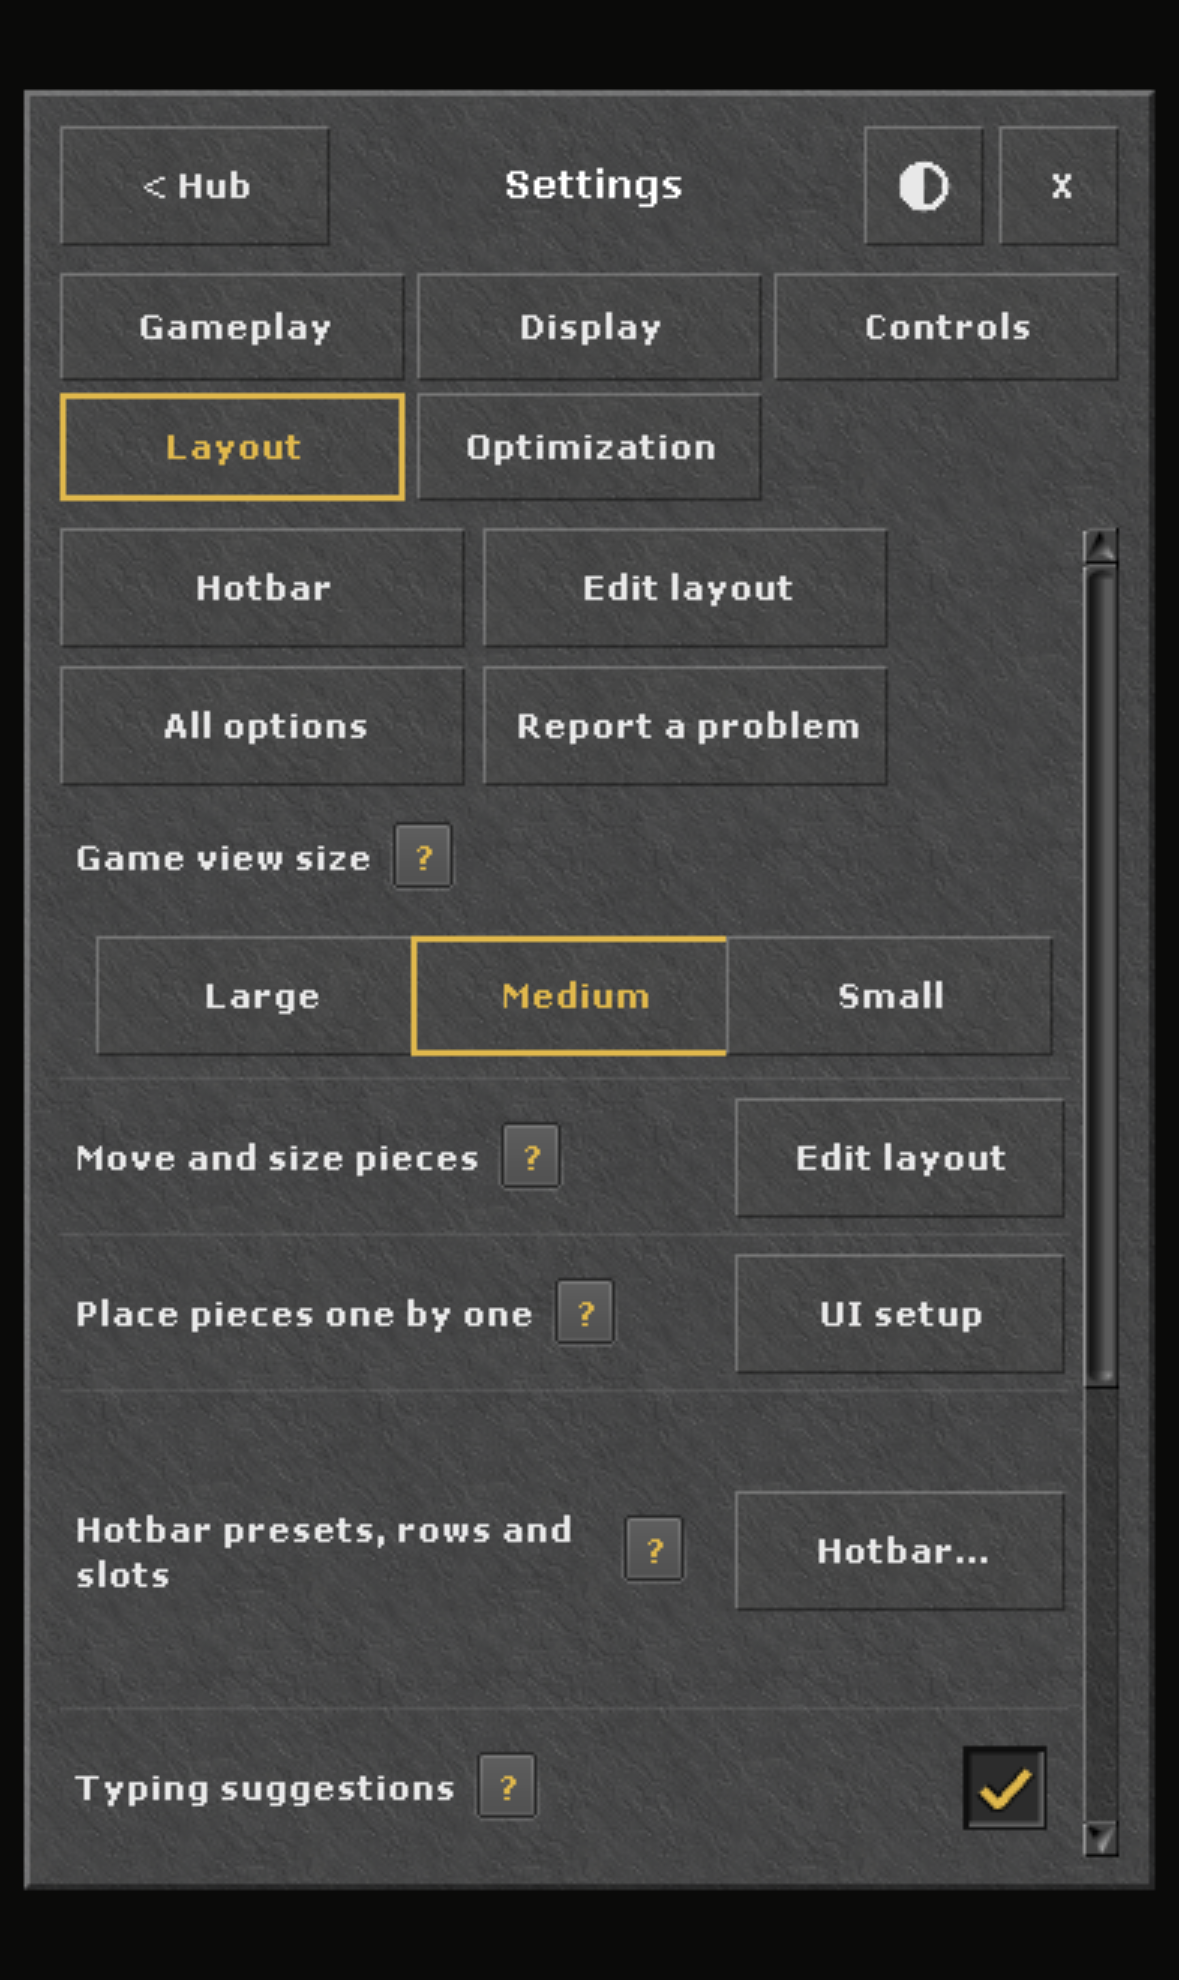 < Hub
Settings
X
Gameplay
Display
Controls
Layout
Optimization
Hotbar
Edit layout
All options
Report a problem
Game view size ?
Large
Medium
Small
Move and size pieces ?
Edit layout
Place pieces one by one ?
UI setup
Hotbar presets, rows and
slots
?
Hotbar...
Typing suggestions ?